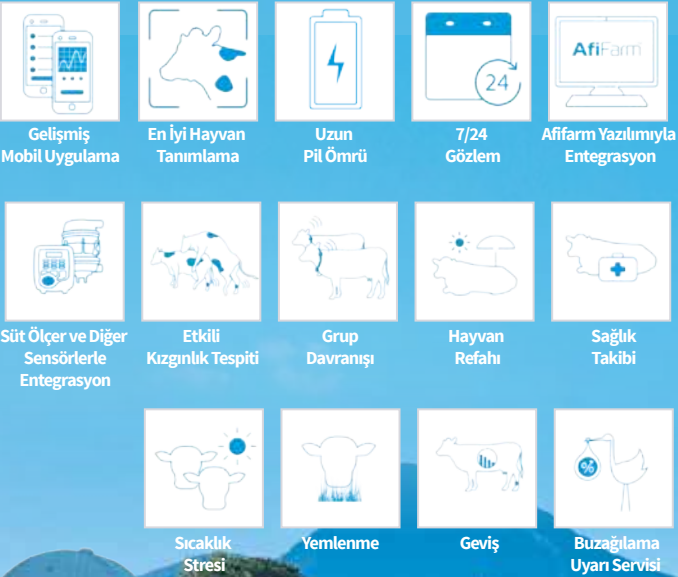 24
AfiFarm
Gelişmiş
Mobil Uygulama
En İyi Hayvan
Tanımlama
Uzun
Pil Ömrü
7/24
Gözlem
Afifarm Yazılımıyla
Entegrasyon
Süt Ölçer ve Diğer
Sensörlerle
Entegrasyon
Etkili
Kızgınlık Tespiti
Grup
Davranışı
Hayvan
Refahı
Sağlık
Takibi
%
Sıcaklık
Stresi
Yemlenme
Geviş
Buzağılama
Uyarı Servisi